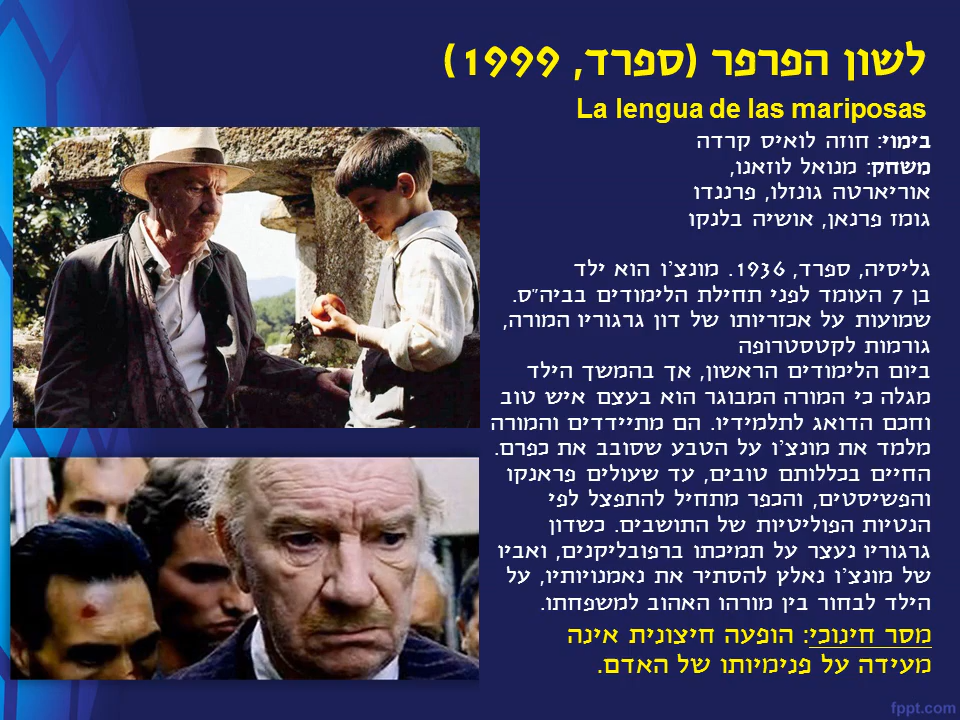 לשון הפרפר (ספרד, 1999)
La lengua de las mariposas
בימוי: חוזה לואיס קרדה
משחק: מנואל לוזאנו,
אוריארטה גונזלו, פרננדו
גומז פרנאן, אושיה בלנקו
גליסיה, ספרד, 1936. מונצ'ו הוא ילד
בן 7 העומד לפני תחילת הלימודים בביה"ס.
שמועות על אכזריותו של דון גרגוריו המורה,
גורמות לקטסטרופה
ביום הלימודים הראשון, אך בהמשך הילד
מגלה כי המורה המבוגר הוא בעצם איש טוב
וחכם הדואג לתלמידיו. הם מתיידדים והמורה
מלמד את מונצ'ו על הטבע שסובב את כפרם.
החיים בכללותם טובים, עד שעולים פראנקו
והפשיסטים, והכפר מתחיל להתפצל לפי
הנטיות הפוליטיות של התושבים. כשדון
גרגוריו נעצר על תמיכתו ברפובליקנים, ואביו
של מונצ'ו נאלץ להסתיר את נאמנויותיו, על
הילד לבחור בין מורהו האהוב למשפחתו.
מסר חינוכי: הופעה חיצונית אינה
מעידה על פנימיותו של האדם.
fppt.com